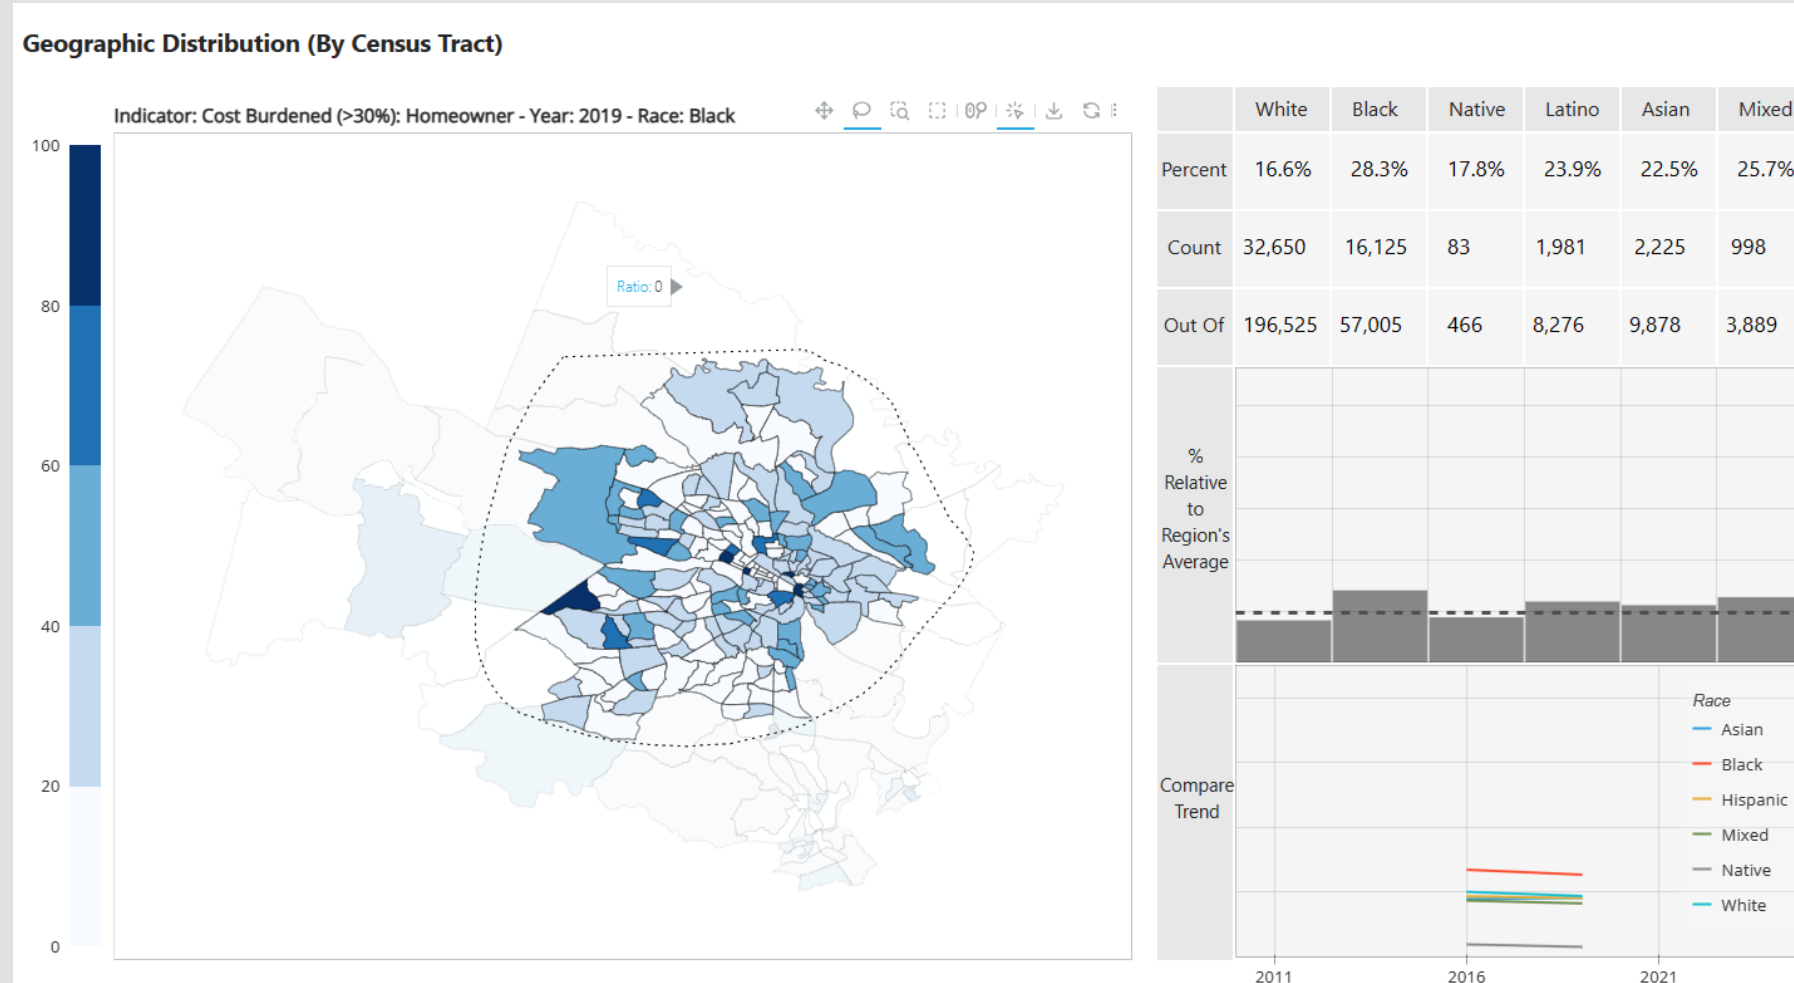 Geographic Distribution (By Census Tract)
Indicator: Cost Burdened (>30%): Homeowner - Year: 2019 - Race: Black
100
80
60
40
20
0
Ratio: 0
White Black Native Latino Asian Mixed
Percent 16.6% 28.3% 17.8% 23.9% 22.5% 25.7%
Count 32,650 16,125 83 1,981 2,225 998
Out Of 196,525 57,005 466 8,276 9,878 3,889
%
Relative
to
Region's
Average
Compare
Trend
Race
Asian
Black
Hispanic
Mixed
Native
White
2011 2016 2021